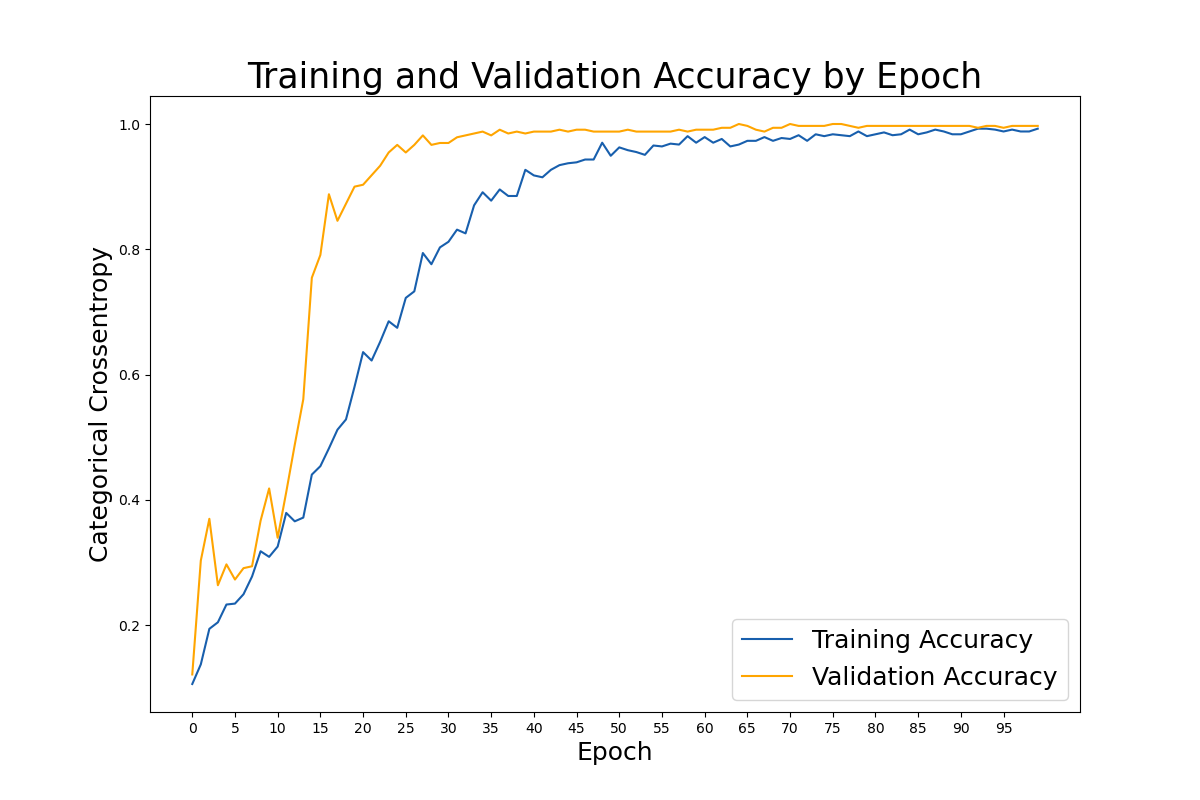 Training and Validation Accuracy by Epoch
1.0
0.8
0.6
0.4
0.2
Categorical Crossentropy
0 5 10 15 20 25 30 35 40 45 50 55 60 65 70 75 80 85 90 95
Epoch
Training Accuracy
Validation Accuracy